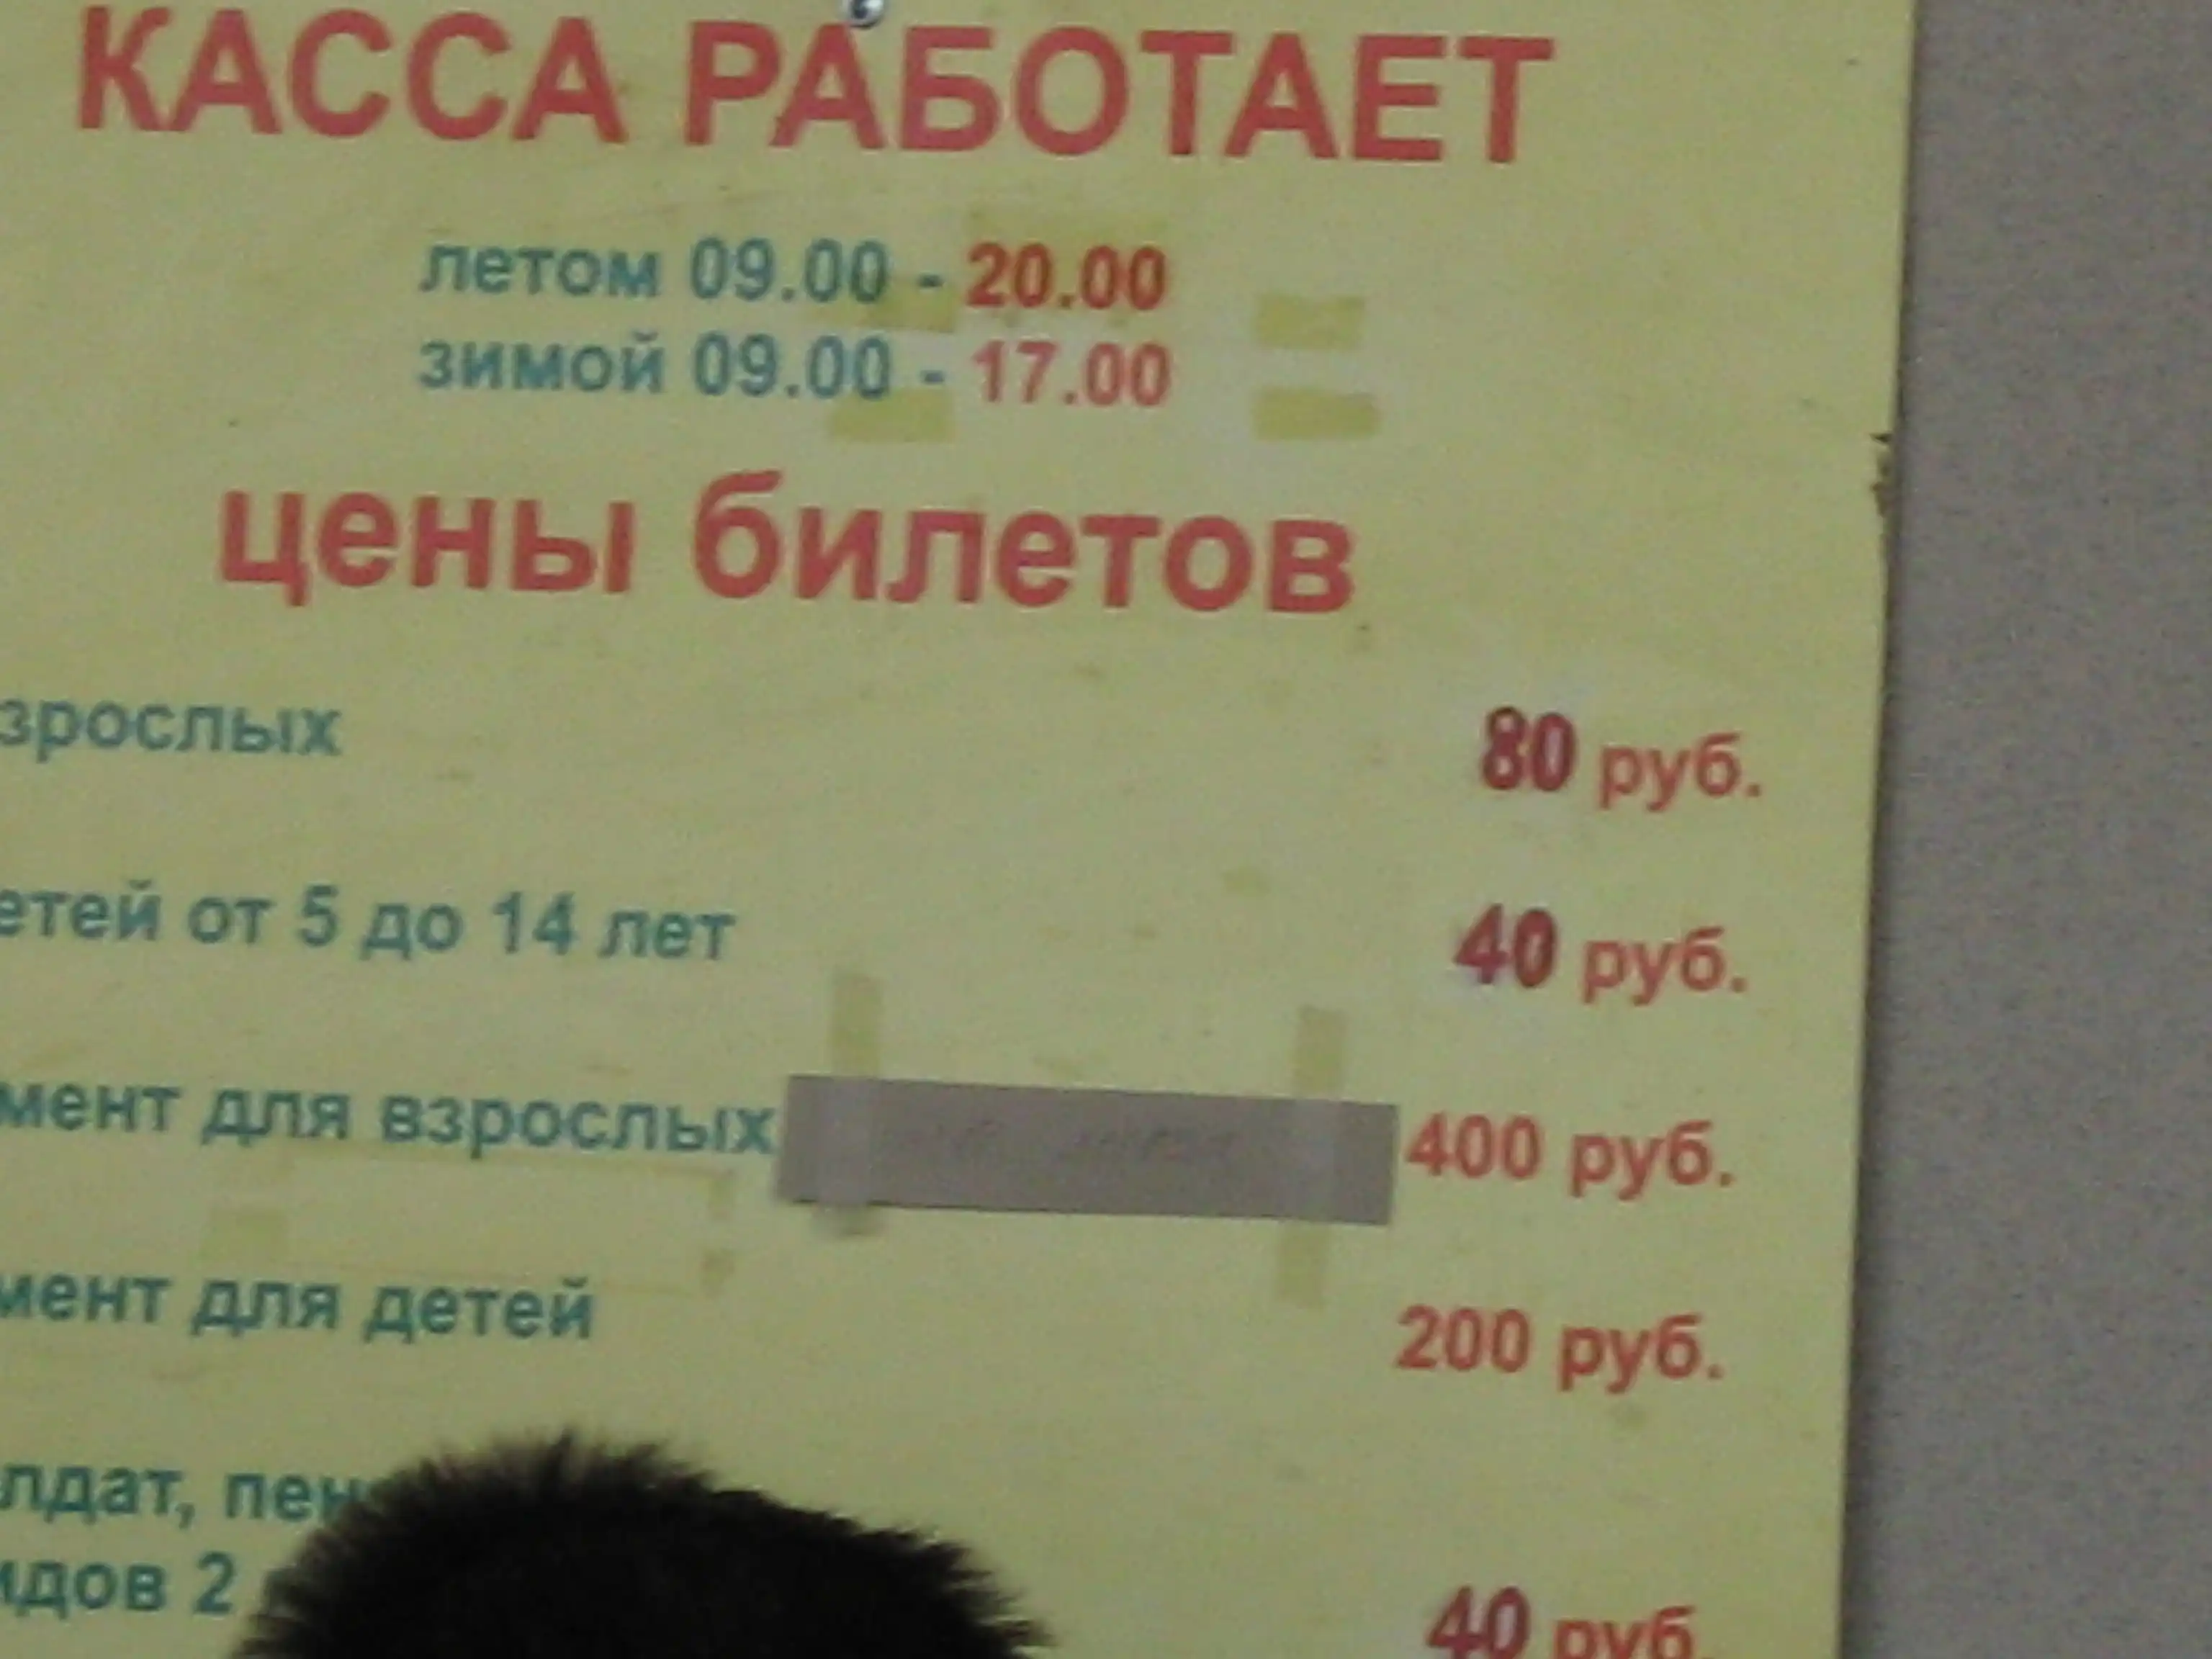 КАССА РАБОТАЕТ
летом 09.00 - 20.00
зимой 09.00 - 17.00
цены билетов
зрослых 80 руб.
етей от 5 до 14 лет 40 руб.
мент для взрослых 400 руб.
мент для детей 200 руб.
лдат, пен
идов 2 40 руб.